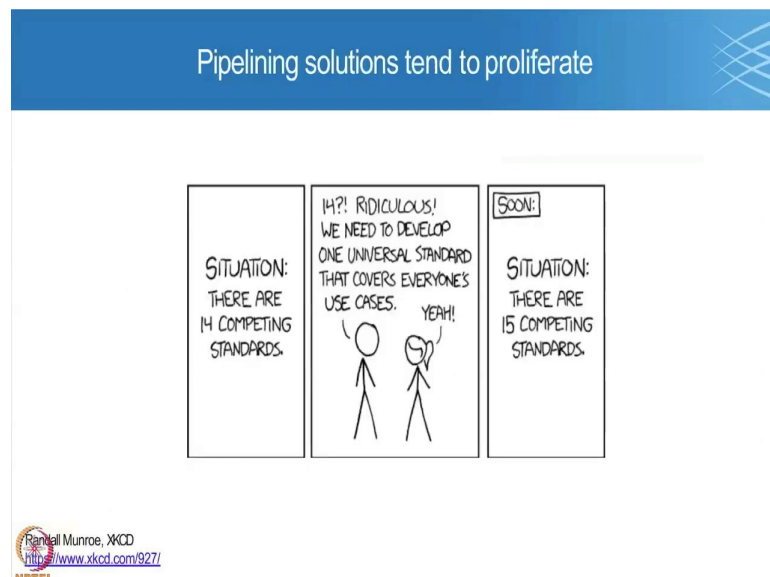 Pipelining solutions tend to proliferate
SITUATION:
THERE ARE
14 COMPETING
STANDARDS.
14?! RIDICULOUS!
WE NEED TO DEVELOP
ONE UNIVERSAL STANDARD
THAT COVERS EVERYONE'S
USE CASES.
YEAH!
SOON:
SITUATION:
THERE ARE
15 COMPETING
STANDARDS.
Randall Munroe, XKCD
https://www.xkcd.com/927/
NPTEL